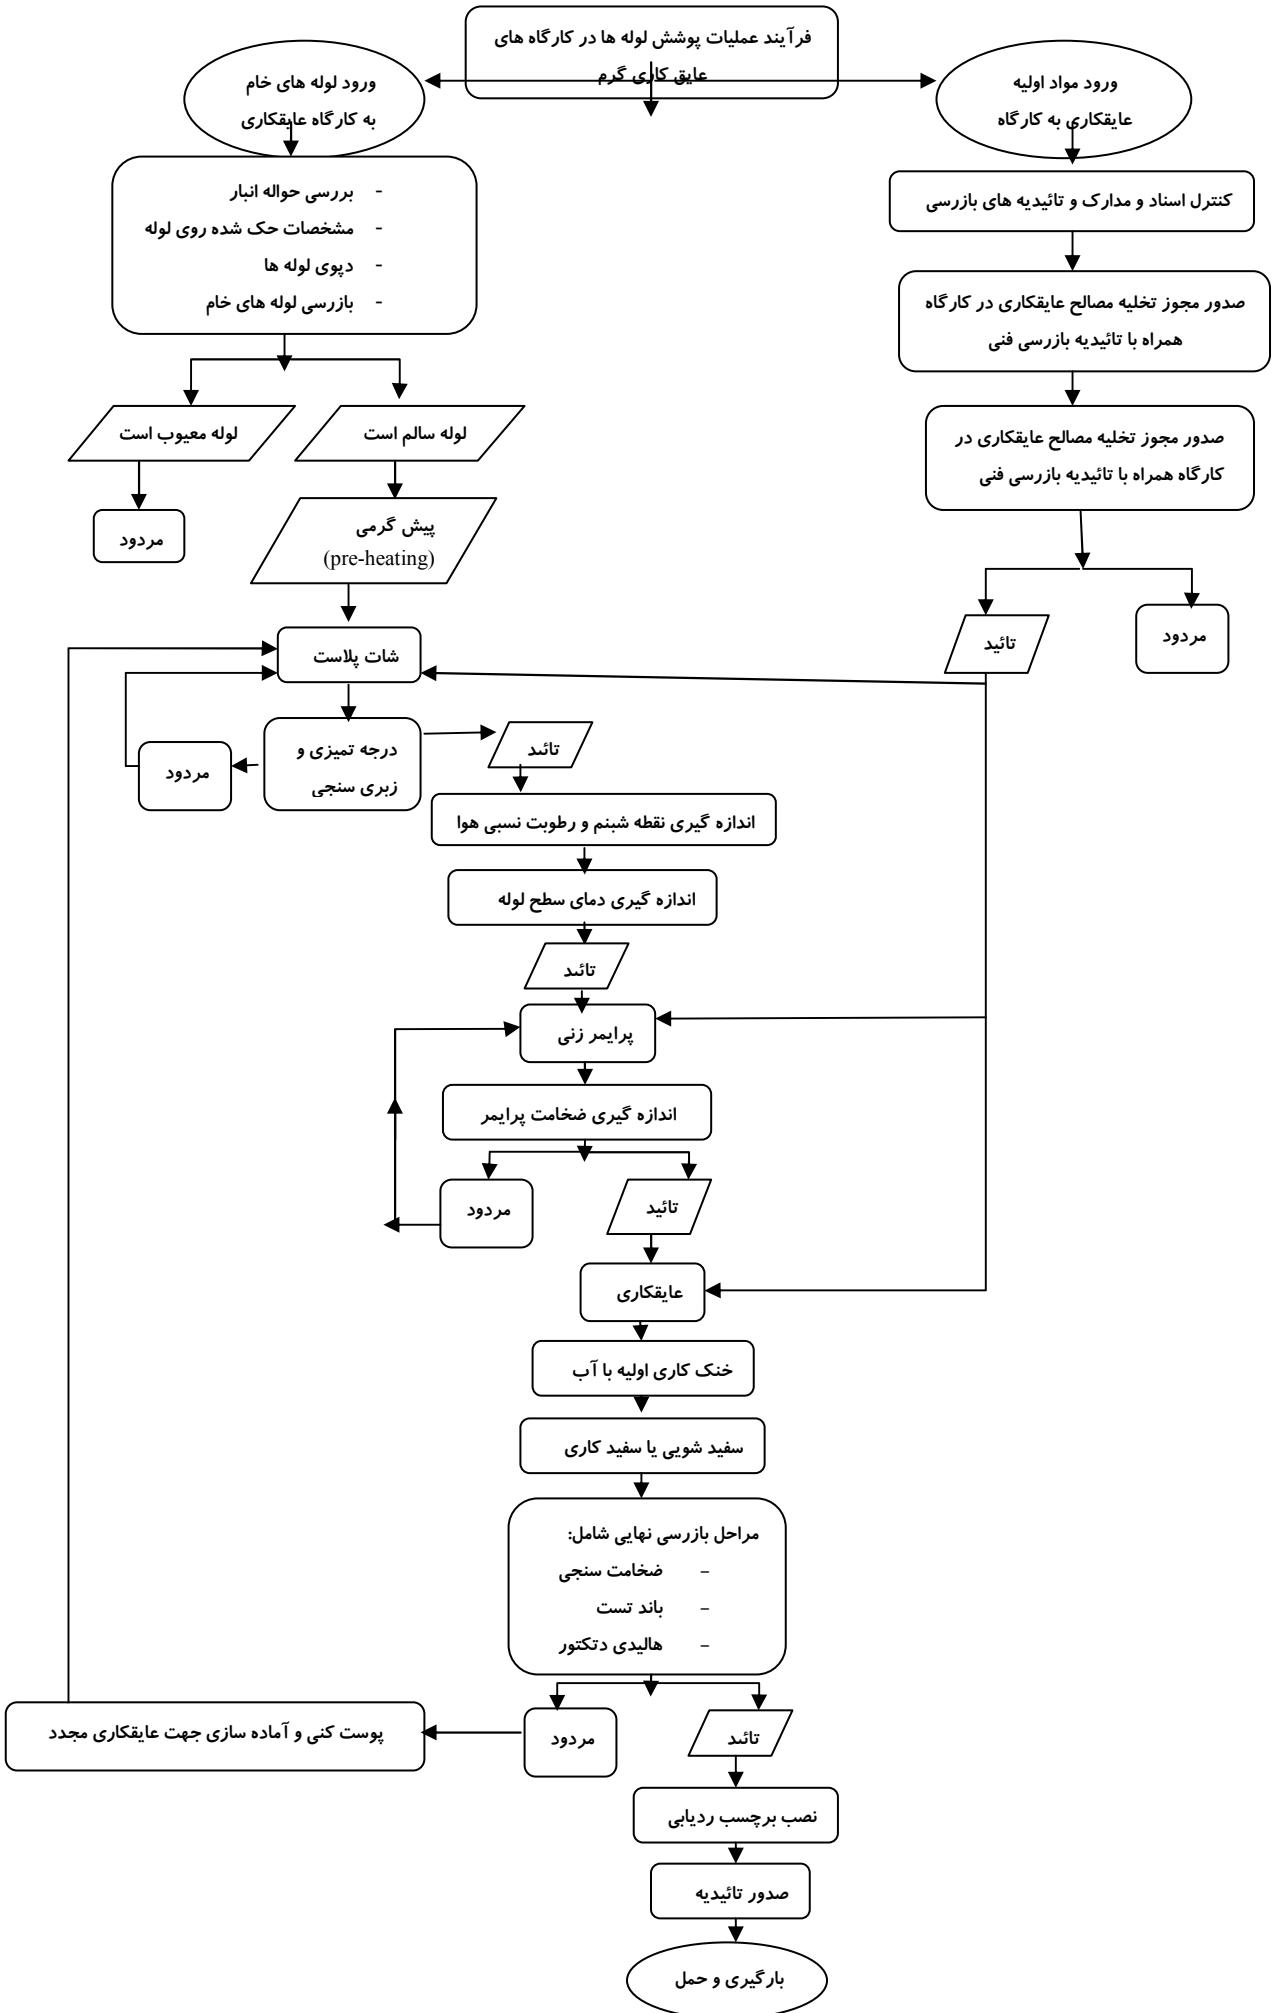 فرآیند عملیات پوشش لوله ها در کارگاه های
عایق کاری گرم
ورود مواد اولیه
عایقکاری به کارگاه
ورود لوله های خام
به کارگاه عایقکاری
کنترل اسناد و مدارک و تائیدیه های بازرسی
صدور مجوز تخلیه مصالح عایقکاری در کارگاه
همراه با تائیدیه بازرسی فنی
صدور مجوز تخلیه مصالح عایقکاری در
کارگاه همراه با تائیدیه بازرسی فنی
مردود
تائید
- بررسی حواله انبار
- مشخصات حک شده روی لوله
- دپوی لوله ها
- بازرسی لوله های خام
لوله سالم است
لوله معیوب است
مردود
پیش گرمی
(pre-heating)
شات پلاست
درجه تمیزی و
زبری سنجی
مردود
تائید
اندازه گیری نقطه شبنم و رطوبت نسبی هوا
اندازه گیری دمای سطح لوله
تائید
پرایمر زنی
اندازه گیری ضخامت پرایمر
تائید
مردود
عایقکاری
خنک کاری اولیه با آب
سفید شویی یا سفید کاری
مراحل بازرسی نهایی شامل:
- ضخامت سنجی
- باند تست
- هالیدی دتکتور
تائید
مردود
پوست کنی و آماده سازی جهت عایقکاری مجدد
نصب برچسب ردیابی
صدور تائیدیه
بارگیری و حمل